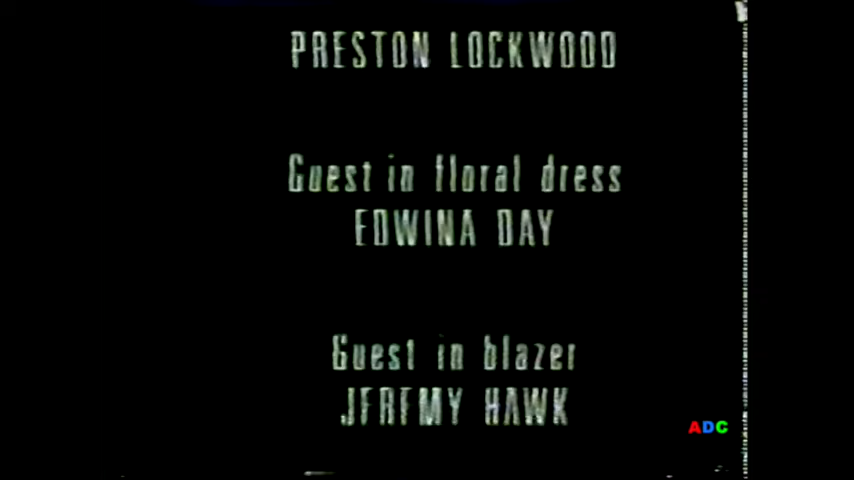 PRESTON LOCKWOOD
Guest in floral dress
EDWINA DAY
Guest in blazer
JEREMY HAWK
ADC